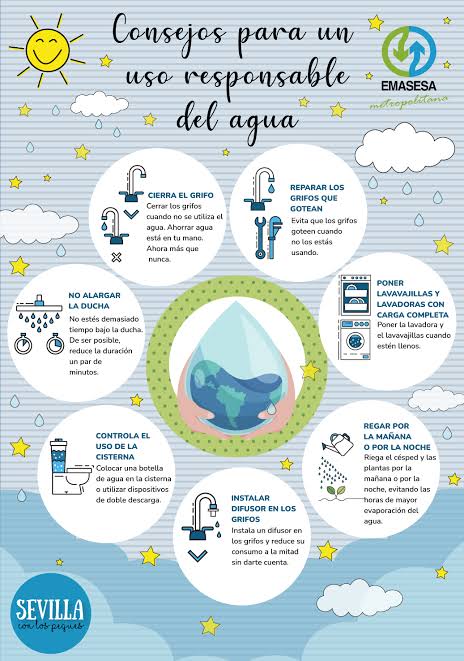 Consejos para un
uso responsable
del agua
EMASESA
metropolitana
CIERRA EL GRIFO
Cerrar los grifos
cuando no se utiliza el
agua. Ahorrar agua
está en tu mano.
Ahora más que
nunca.
REPARAR LOS
GRIFOS QUE
GOTEAN
Evita que los grifos
goteen cuando
no los estás
usando.
NO ALARGAR
LA DUCHA
No estés demasiado
tiempo bajo la ducha.
De ser posible,
reduce la duración
un par de
minutos.
PONER
LAVAVAJILLAS Y
LAVADORAS CON
CARGA COMPLETA
Poner la lavadora y
el lavavajillas cuando
estén llenos.
CONTROLA EL
USO DE LA
CISTERNA
Colocar una botella
de agua en la cisterna
o utilizar dispositivos
de doble descarga.
REGAR POR
LA MAÑANA
O POR LA NOCHE
Riega el césped y las
plantas por la
mañana o por la
noche, evitando las
horas de mayor
evaporación del
agua.
INSTALAR
DIFUSOR EN LOS
GRIFOS
Instala un difusor en
los grifos y reduce su
consumo a la mitad
sin darte cuenta.
SEVILLA
con los peques